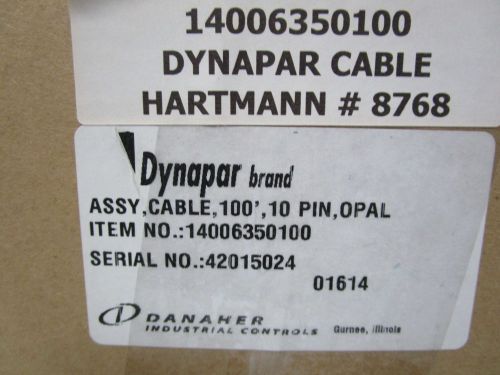 14006350100
DYNAPAR CABLE
HARTMANN # 8768
Dynapar brand
ASSY,CABLE,100',10 PIN,OPAL
ITEM NO.:14006350100
SERIAL NO.:42015024
01614
DANAHER
INDUSTRIAL CONTROLS Gurnee, Illinois